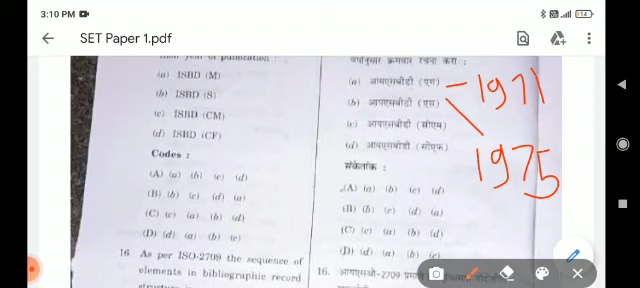 3:10 PM
614
SET Paper 1.pdf
year of publication :
(a) ISBD (M)
(b) ISBD (S)
(c) ISBD (CM)
(d) ISBD (CF)
Codes :
(A) (a) (b) (c) (d)
(B) (b) (c) (d) (a)
(C) (c) (a) (b) (d)
(D) (d) (a) (b) (c)
16. As per ISO-2709 the sequence of
elements in bibliographic record
वर्षानुसार क्रमवार रचना करा :
(a) आयएसबीडी (एम)
(b) आयएसबीडी (एस)
(c) आयएसबीडी (सीएम)
(d) आयएसबीडी (सीएफ)
संकेतांक :
(A) (a) (b) (c) (d)
(B) (b) (c) (d) (a)
(C) (c) (a) (b) (d)
(D) (d) (a) (b) (c)
16. आयएसओ-2709
1971
1975